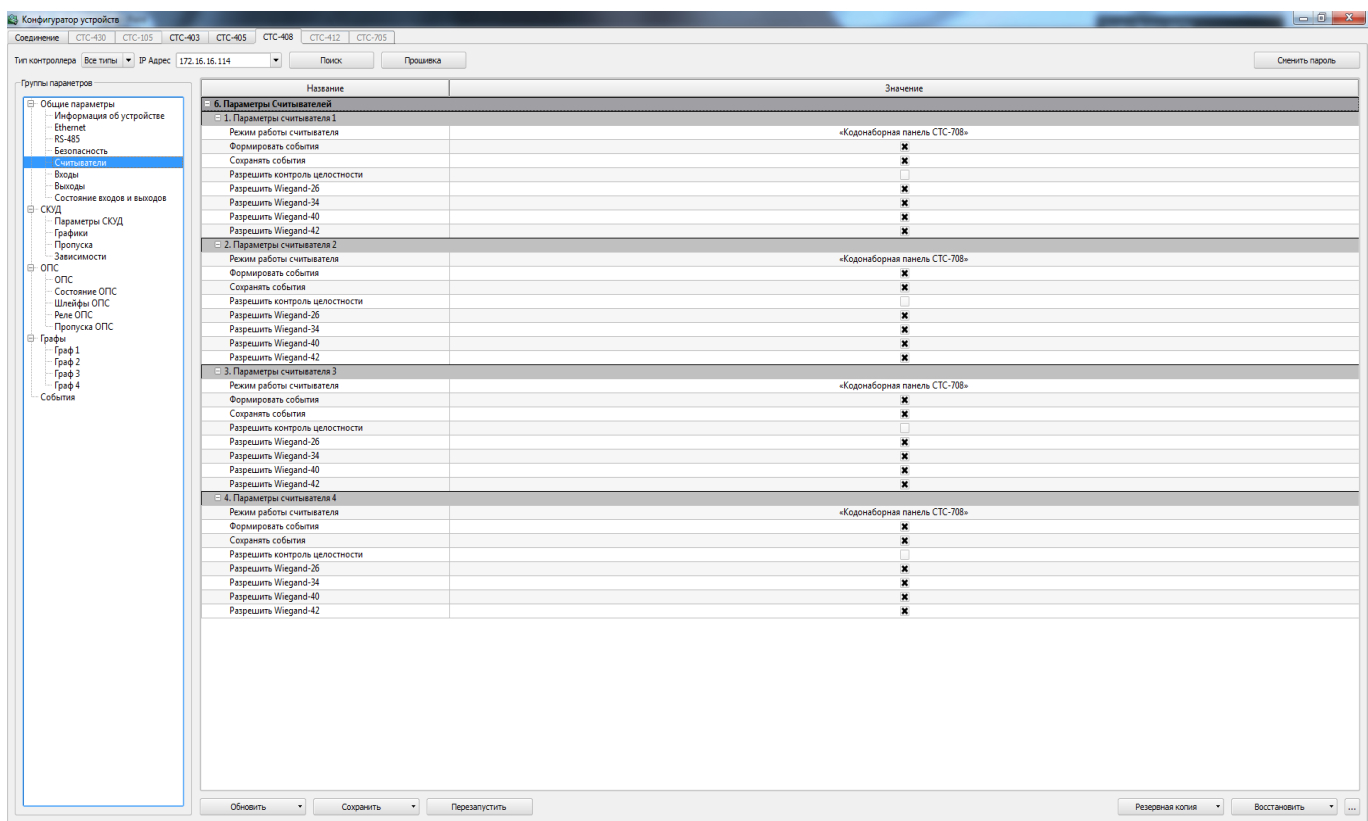 Конфигуратор устройств
Соединение СТС-430 СТС-105 СТС-403 СТС-405 СТС-408 СТС-412 СТС-705
Тип контроллера Все типы IP Адрес 172.16.16.114 Поиск Прошивка Сменить пароль
Группы параметров
Общие параметры
Информация об устройстве
Ethernet
RS-485
Безопасность
Считыватели
Входы
Выходы
Состояние входов и выходов
СКУД
Параметры СКУД
Графики
Пропуска
Зависимости
ОПС
ОПС
Состояние ОПС
Шлейфы ОПС
Реле ОПС
Пропуска ОПС
Графы
Граф 1
Граф 2
Граф 3
Граф 4
События
Название Значение
6. Параметры Считывателей
1. Параметры считывателя 1
Режим работы считывателя «Кодонаборная панель СТС-708»
Формировать события
Сохранять события
Разрешить контроль целостности
Разрешить Wiegand-26
Разрешить Wiegand-34
Разрешить Wiegand-40
Разрешить Wiegand-42
2. Параметры считывателя 2
Режим работы считывателя «Кодонаборная панель СТС-708»
Формировать события
Сохранять события
Разрешить контроль целостности
Разрешить Wiegand-26
Разрешить Wiegand-34
Разрешить Wiegand-40
Разрешить Wiegand-42
3. Параметры считывателя 3
Режим работы считывателя «Кодонаборная панель СТС-708»
Формировать события
Сохранять события
Разрешить контроль целостности
Разрешить Wiegand-26
Разрешить Wiegand-34
Разрешить Wiegand-40
Разрешить Wiegand-42
4. Параметры считывателя 4
Режим работы считывателя «Кодонаборная панель СТС-708»
Формировать события
Сохранять события
Разрешить контроль целостности
Разрешить Wiegand-26
Разрешить Wiegand-34
Разрешить Wiegand-40
Разрешить Wiegand-42
Обновить Сохранить Перезапустить Резервная копия Восстановить ...